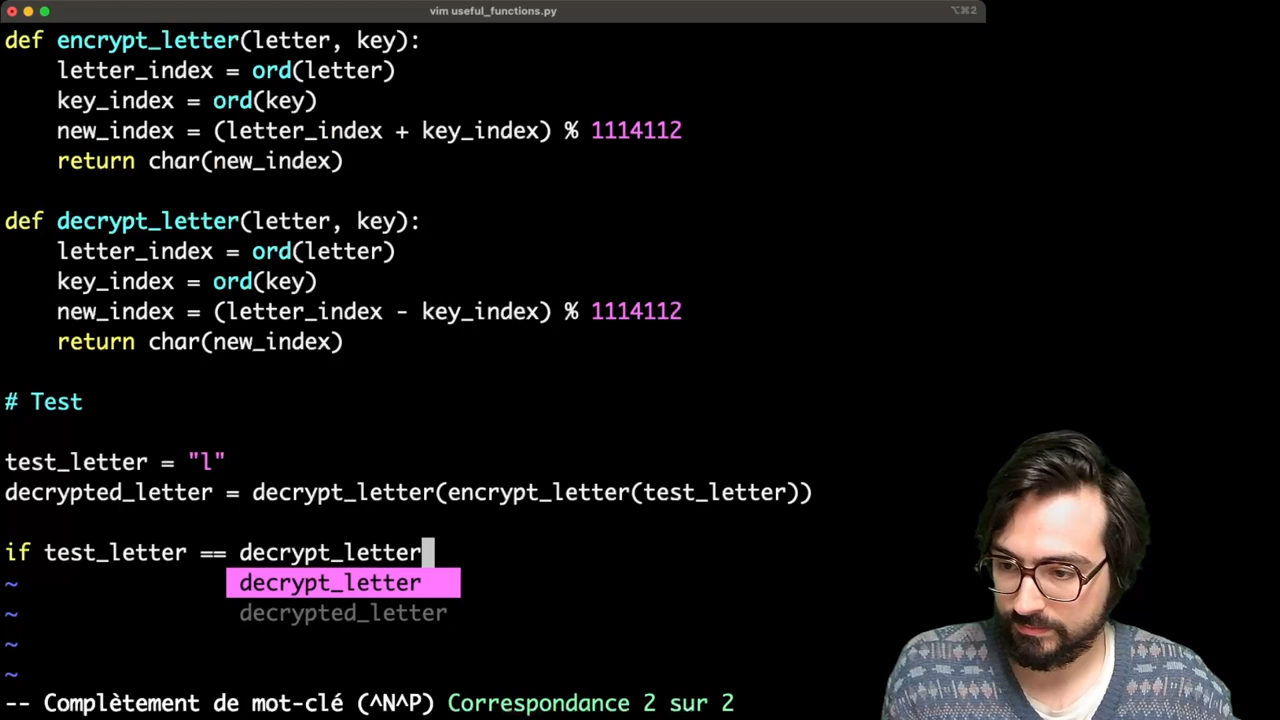 vim useful_functions.py
⌥⌘2
def encrypt_letter(letter, key):
    letter_index = ord(letter)
    key_index = ord(key)
    new_index = (letter_index + key_index) % 1114112
    return char(new_index)
def decrypt_letter(letter, key):
    letter_index = ord(letter)
    key_index = ord(key)
    new_index = (letter_index - key_index) % 1114112
    return char(new_index)
# Test
test_letter = "l"
decrypted_letter = decrypt_letter(encrypt_letter(test_letter))
if test_letter == decrypt_letter
~ decrypt_letter
~ decrypted_letter
~
~
-- Complètement de mot-clé (^N^P) Correspondance 2 sur 2